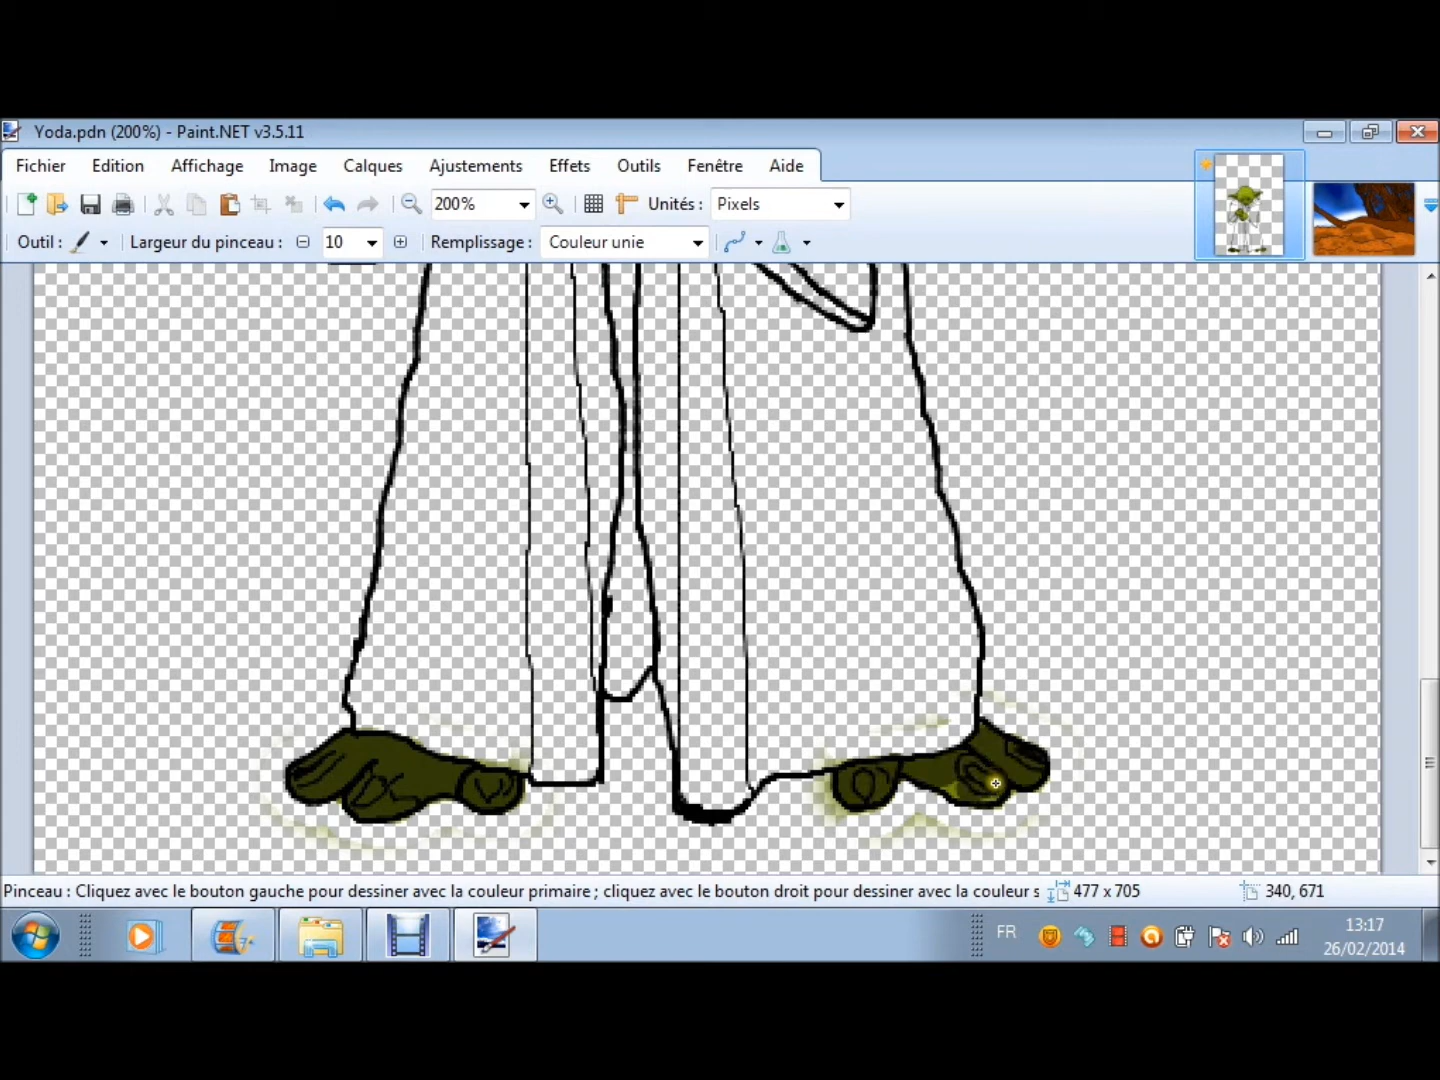 Yoda.pdn (200%) - Paint.NET v3.5.11
Fichier Edition Affichage Image Calques Ajustements Effets Outils Fenêtre Aide
200% Unités : Pixels
Outil : Largeur du pinceau : 10 Remplissage : Couleur unie
Pinceau : Cliquez avec le bouton gauche pour dessiner avec la couleur primaire ; cliquez avec le bouton droit pour dessiner avec la couleur s 477 x 705 340, 671
FR 13:17
26/02/2014